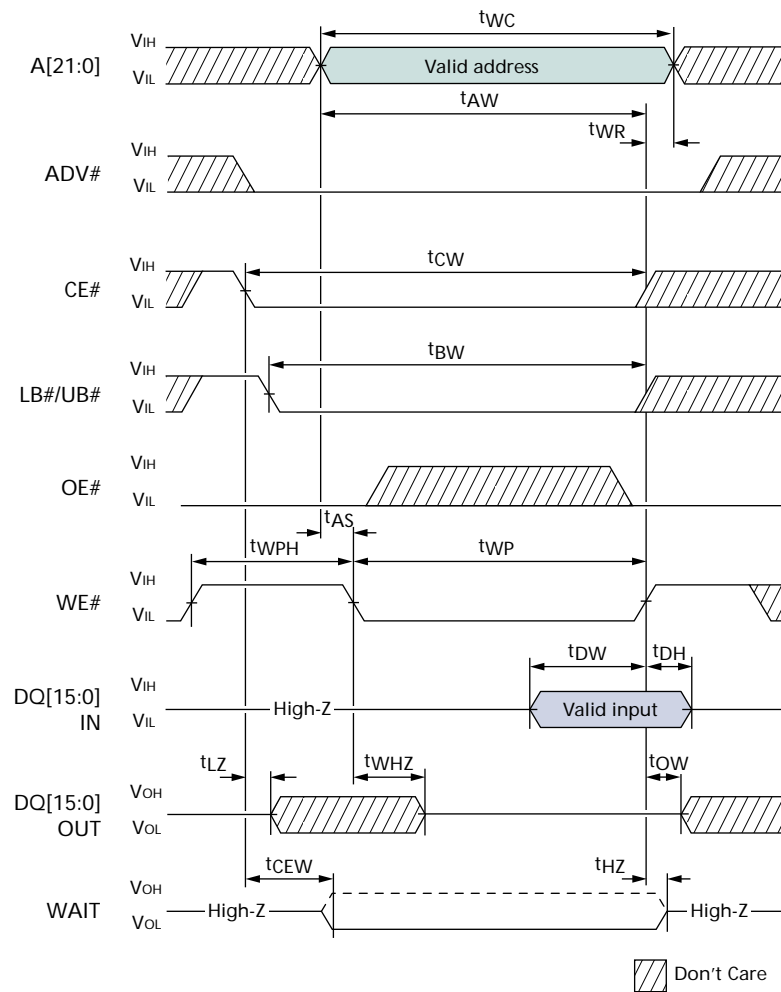 tWC
A[21:0] VIH VIL Valid address
tAW
tWR
ADV# VIH VIL
tCW
CE# VIH VIL
tBW
LB#/UB# VIH VIL
OE# VIH VIL
tAS
tWPH tWP
WE# VIH VIL
tDW tDH
DQ[15:0] IN VIH VIL High-Z Valid input
tLZ tWHZ tOW
DQ[15:0] OUT VOH VOL
tCEW tHZ
WAIT VOH VOL High-Z High-Z
Don't Care